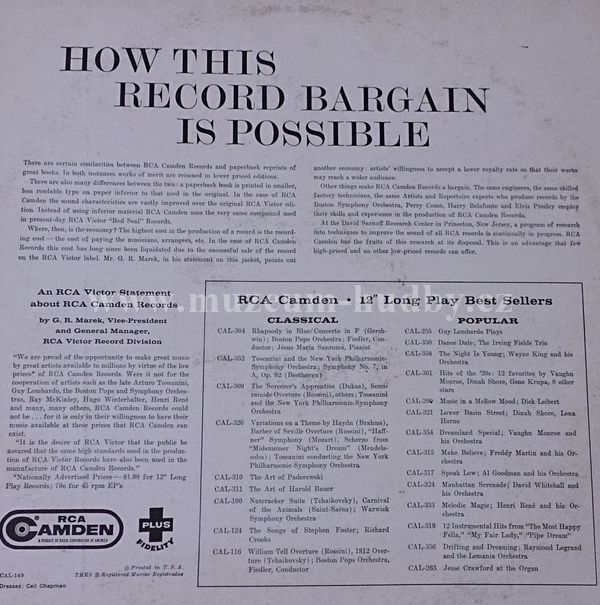 HOW THIS
RECORD BARGAIN
IS POSSIBLE
There are certain similarities between RCA Camden Records and paperback reprints of
great books. In both instances works of merit are reissued in lower priced editions.
There are also many differences between the two: a paperback book is printed in smaller,
less readable type on paper inferior to that used in the original. In the case of RCA
Camden the sound characteristics are vastly improved over the original RCA Victor edi-
tion. Instead of using inferior material RCA Camden uses the very same compound used
in present-day RCA Victor "Red Seal" Records.
Where, then, is the economy? The highest cost in the production of a record is the record-
ing cost — the cost of paying the musicians, arrangers, etc. In the case of RCA Camden
Records this cost has long since been liquidated due to the successful sale of the record
on the RCA Victor label. Mr. G. R. Marek, in his statement on this jacket, points out
another economy artists' willingness to accept a lower royalty rate so that their works
may reach a wider audience.
Other things make RCA Camden Records a bargain. The same engineers, the same skilled
factory technicians, the same Artists and Repertoire experts who produce records by the
Boston Symphony Orchestra, Perry Como, Harry Belafonte and Elvis Presley employ
their skills and experience in the production of RCA Camden Records.
At the David Sarnoff Research Center in Princeton, New Jersey, a program of research
into techniques to improve the sound of all RCA records is continually in progress. RCA
Camden has the fruits of this research at its disposal. This is an advantage that few
high-priced and no other low-priced records can offer.
www.muzeum-hudby.cz
An RCA Victor Statement
about RCA Camden Records
by G. R. Marek, Vice-President
and General Manager,
RCA Victor Record Division
"We are proud of the opportunity to make great music
by great artists available to millions by virtue of the low
prices* of RCA Camden Records. Were it not for the
cooperation of artists such as the late Arturo Toscanini,
Guy Lombardo, the Boston Pops and Symphony Orches-
tras, Ray McKinley, Hugo Winterhalter, Henri René
and many, many others, RCA Camden Records could
not be . . . for it is only in their willingness to have their
music available at these prices that RCA Camden can
exist.
"It is the desire of RCA Victor that the public be
assured that the same high standards used in the produc-
tion of RCA Victor Records have also been used in the
manufacture of RCA Camden Records."
*Nationally Advertised Prices — $1.98 for 12" Long
Play Records; 79¢ for 45 rpm EP's
RCA
CAMDEN
A PRODUCT OF RADIO CORPORATION OF AMERICA
PLUS
FIDELITY
© Printed in U. S. A.
CAL-149
TMKS ® Registered Marcas Registradas
Dresses: Ceil Chapman
RCA Camden • 12" Long Play Best Sellers
CLASSICAL
CAL-304 Rhapsody in Blue/Concerto in F (Gersh-
win); Boston Pops Orchestra; Fiedler, Con-
ductor; Jésus Maria Sanromá, Pianist
CAL-352 Toscanini and the New York Philharmonic-
Symphony Orchestra; Symphony No. 7, in
A, Op. 92 (Beethoven)
CAL-309 The Sorcerer's Apprentice (Dukas), Semi-
ramide Overture (Rossini), others; Toscanini
and the New York Philharmonic-Symphony
Orchestra
CAL-326 Variations on a Theme by Haydn (Brahms),
Barber of Seville Overture (Rossini), "Haff-
ner" Symphony (Mozart), Scherzo from
"Midsummer Night's Dream" (Mendels-
sohn); Toscanini conducting the New York
Philharmonic-Symphony Orchestra
CAL-310 The Art of Paderewski
CAL-311 The Art of Harold Bauer
CAL-100 Nutcracker Suite (Tchaikovsky), Carnival
of the Animals (Saint-Saëns); Warwick
Symphony Orchestra
CAL-124 The Songs of Stephen Foster; Richard
Crooks
CAL-116 William Tell Overture (Rossini), 1812 Over-
ture (Tchaikovsky); Boston Pops Orchestra,
Fiedler, Conductor
POPULAR
CAL-255 Guy Lombardo Plays
CAL-350 Dance Date; The Irving Fields Trio
CAL-358 The Night Is Young; Wayne King and his
Orchestra
CAL-361 Hits of the '20s; 12 favorites by Vaughn
Monroe, Dinah Shore, Gene Krupa, 8 other
stars
CAL-209 Music in a Mellow Mood; Dick Leibert
CAL-321 Lower Basin Street; Dinah Shore, Lena
Horne
CAL-354 Dreamland Special; Vaughn Monroe and
his Orchestra
CAL-315 Make Believe; Freddy Martin and his Or-
chestra
CAL-317 Speak Low; Al Goodman and his Orchestra
CAL-324 Manhattan Serenade; David Whitehall and
his Orchestra
CAL-353 Melodic Magic; Henri René and his Or-
chestra
CAL-319 12 Instrumental Hits from "The Most Happy
Fella," "My Fair Lady," "Pipe Dream"
CAL-356 Drifting and Dreaming; Raymond Legrand
and the Lemania Orchestra
CAL-263 Jesse Crawford at the Organ